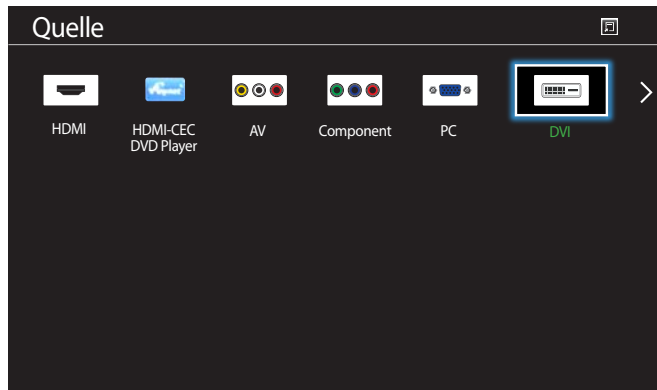 Quelle
HDMI
HDMI-CEC
DVD Player
AV
Component
PC
DVI